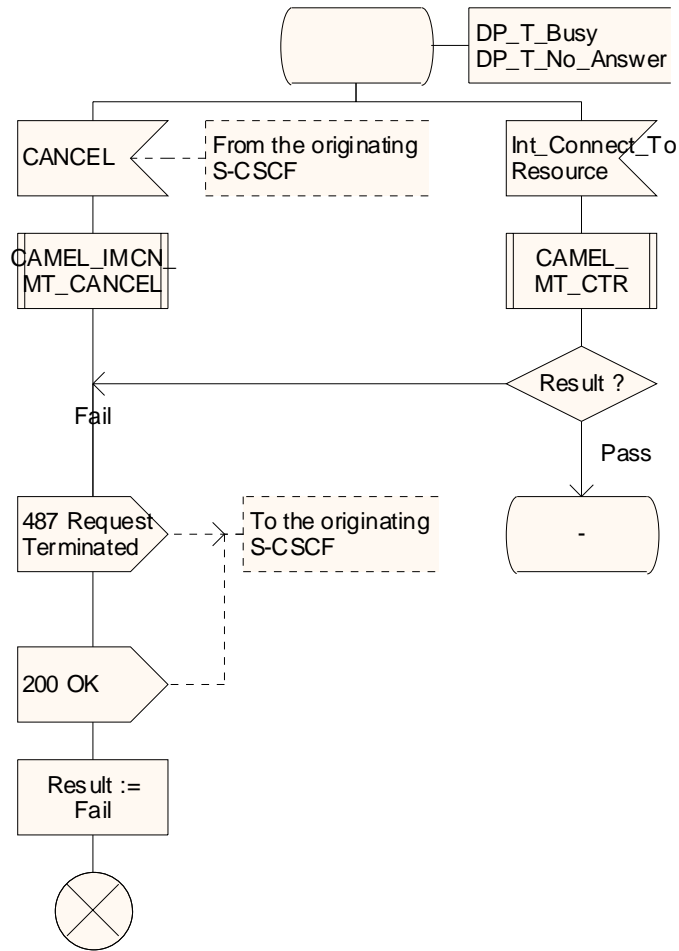 DP_T_Busy
DP_T_No_Answer
CANCEL
From the originating
S-CSCF
Int_Connect_To
Resource
CAMEL_IMCN_
MT_CANCEL
CAMEL_
MT_CTR
Result ?
Fail
Pass
487 Request
Terminated
To the originating
S-CSCF
-
200 OK
Result :=
Fail